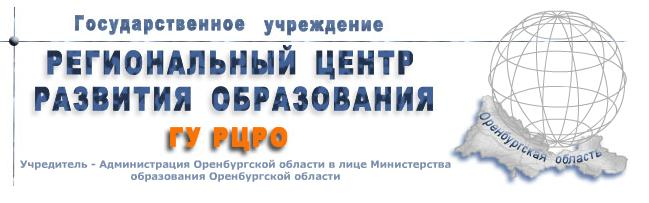 Государственное учреждение
РЕГИОНАЛЬНЫЙ ЦЕНТР
РАЗВИТИЯ ОБРАЗОВАНИЯ
ГУ РЦРО
Учредитель - Администрация Оренбургской области в лице Министерства
образования Оренбургской области
Оренбургская область